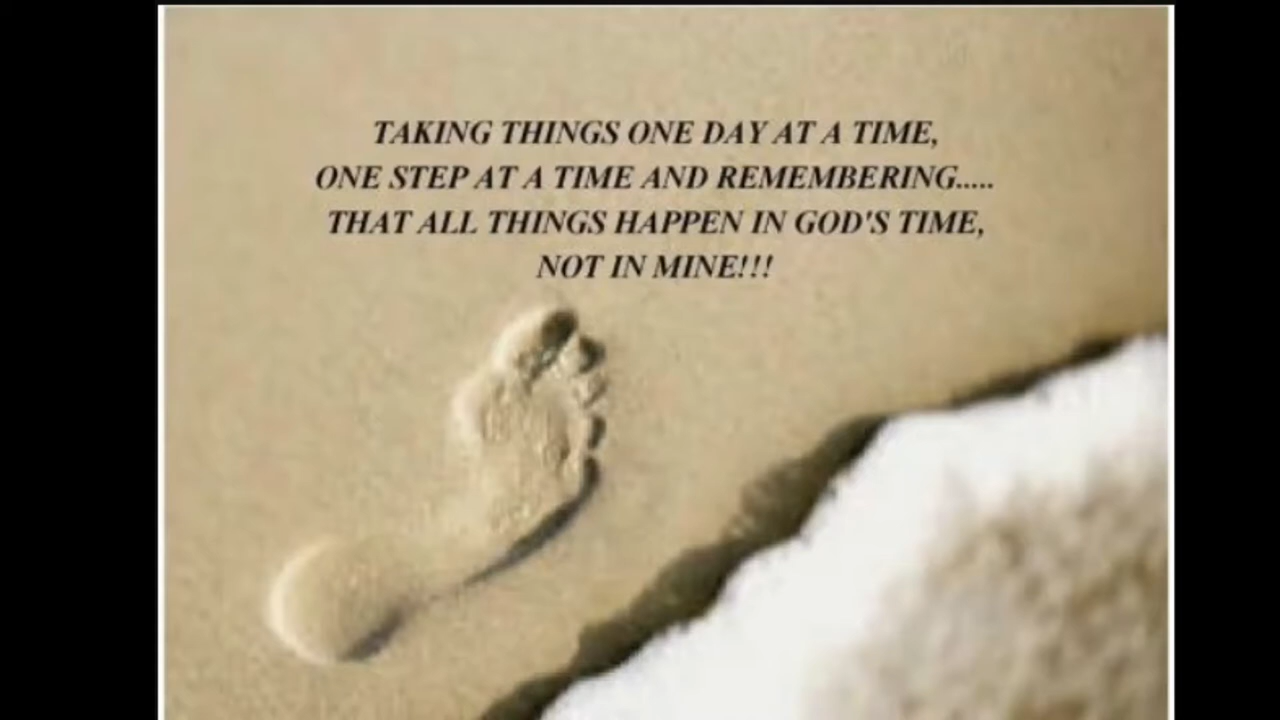 TAKING THINGS ONE DAY AT A TIME,
ONE STEP AT A TIME AND REMEMBERING.....
THAT ALL THINGS HAPPEN IN GOD'S TIME,
NOT IN MINE!!!